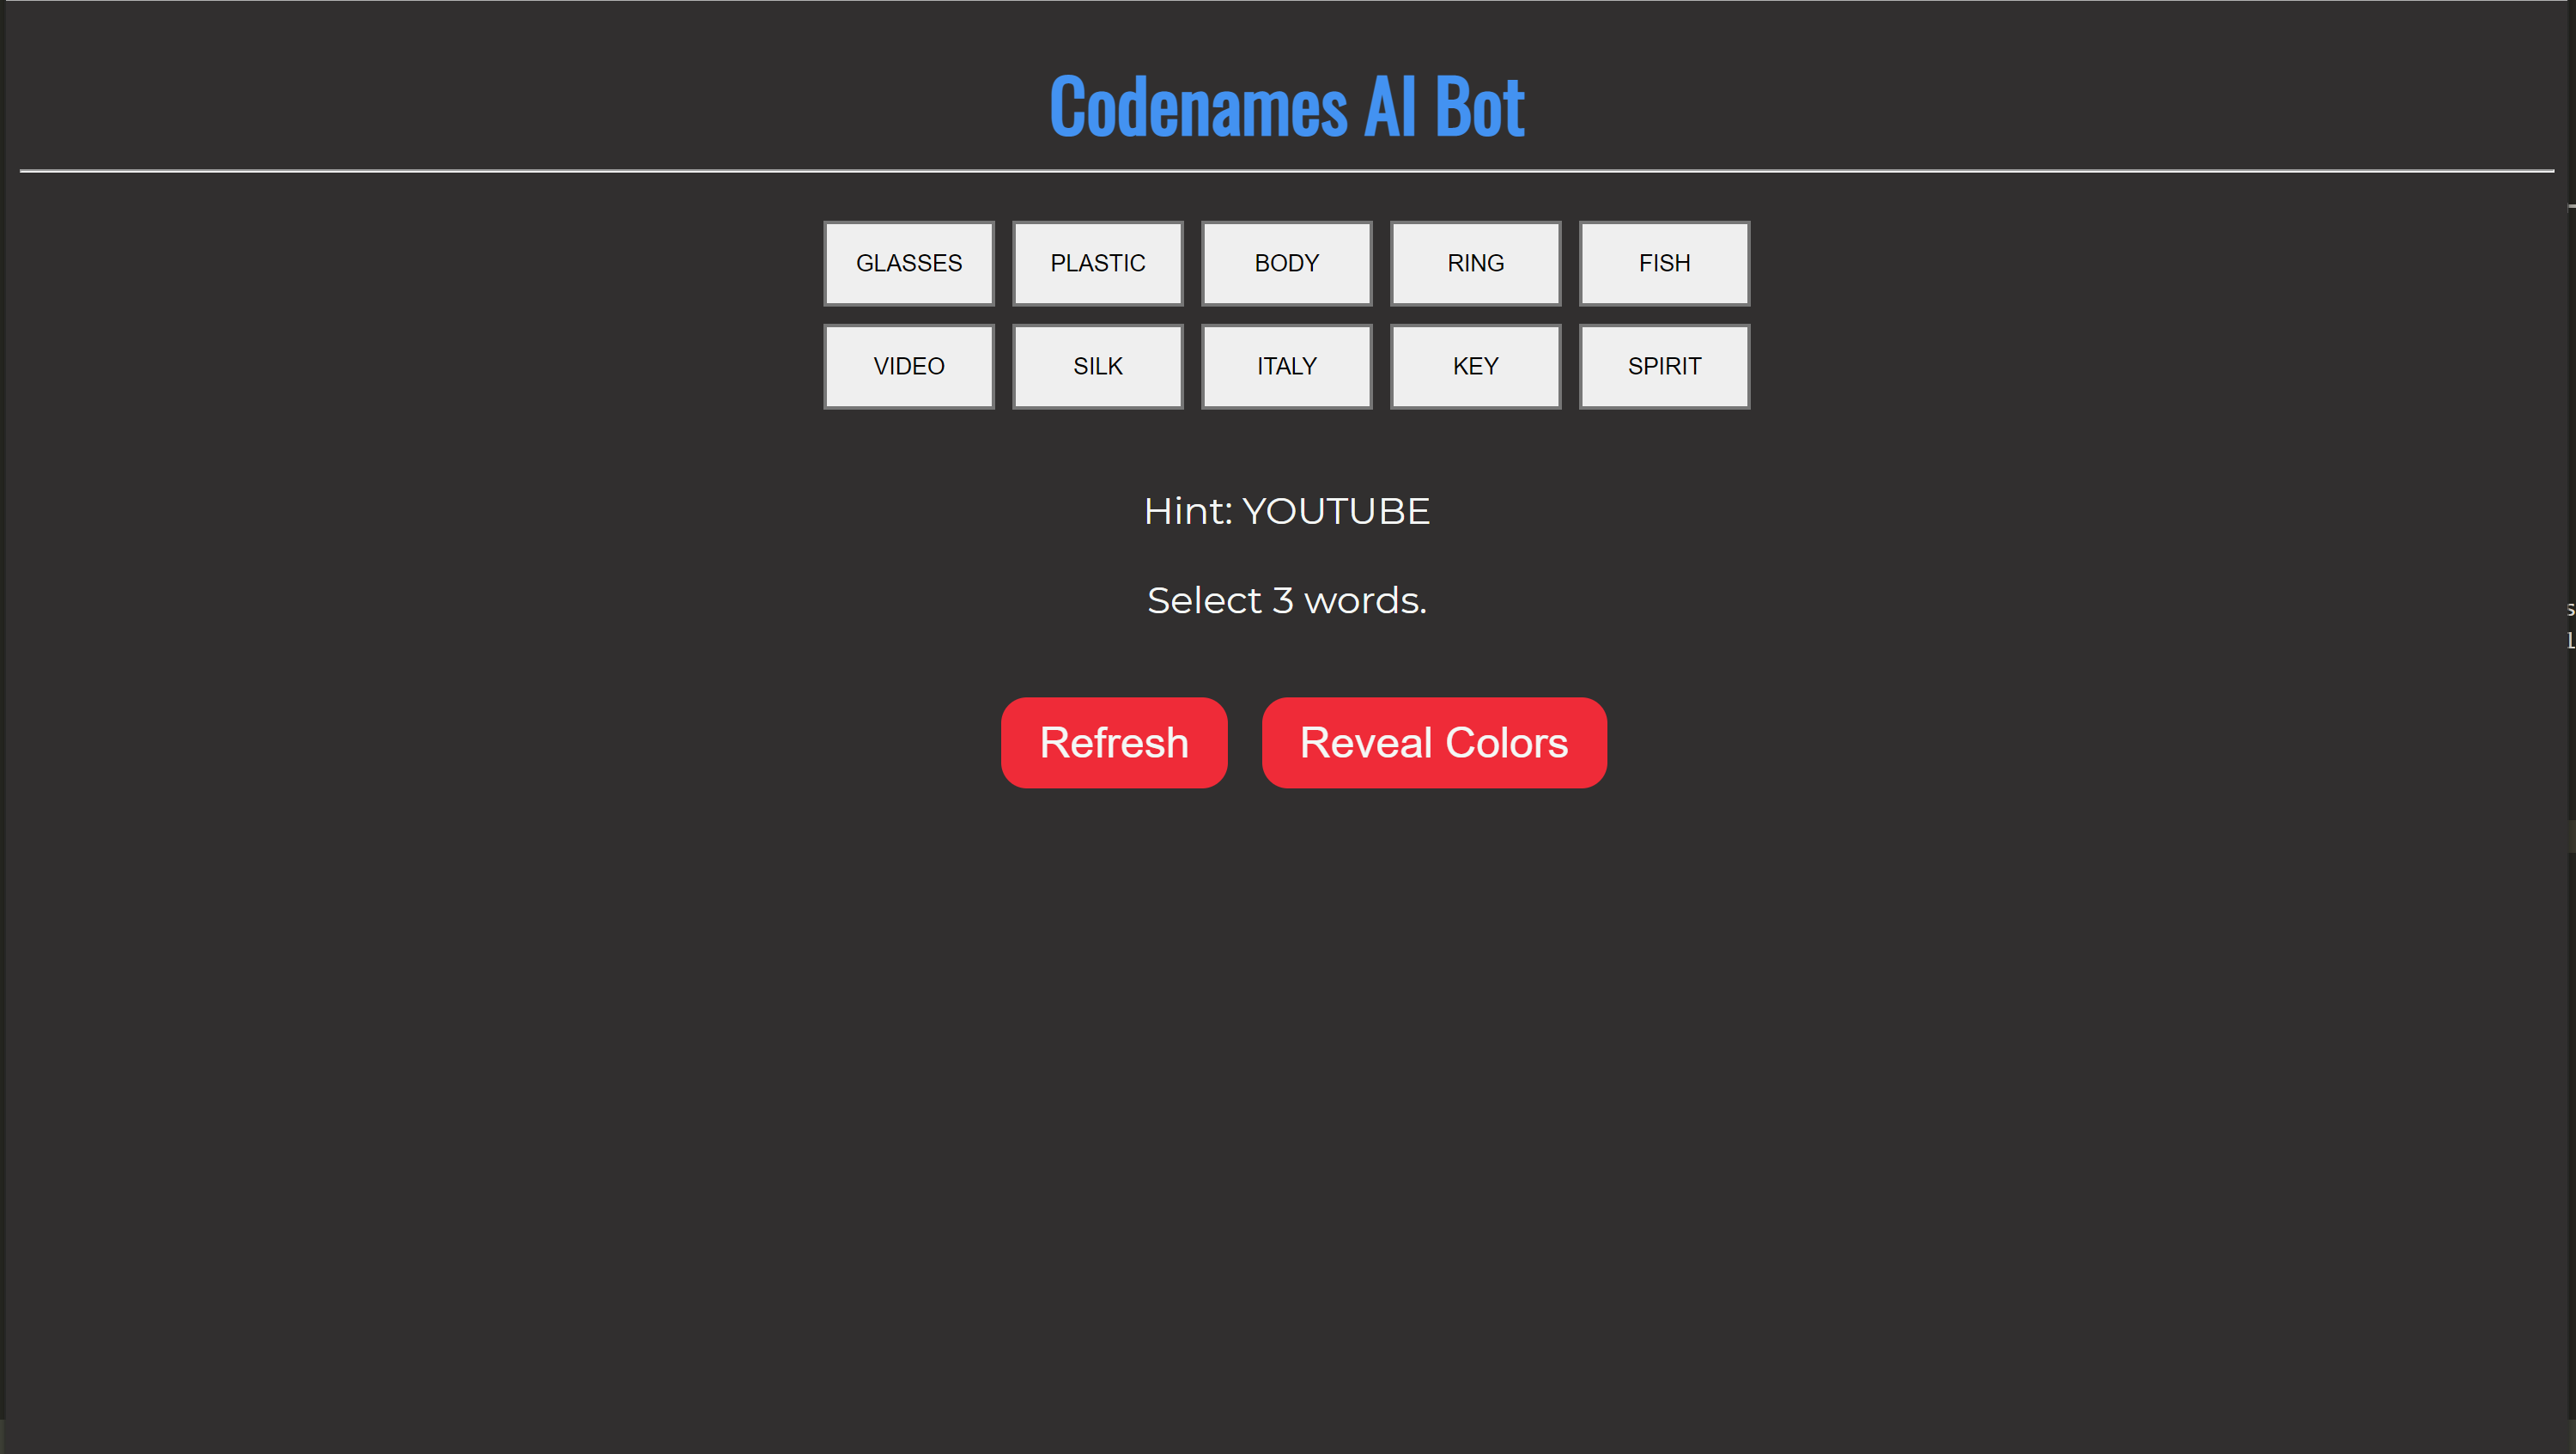 Codenames AI Bot
GLASSES PLASTIC BODY RING FISH
VIDEO SILK ITALY KEY SPIRIT
Hint: YOUTUBE
Select 3 words.
Refresh Reveal Colors
s
l